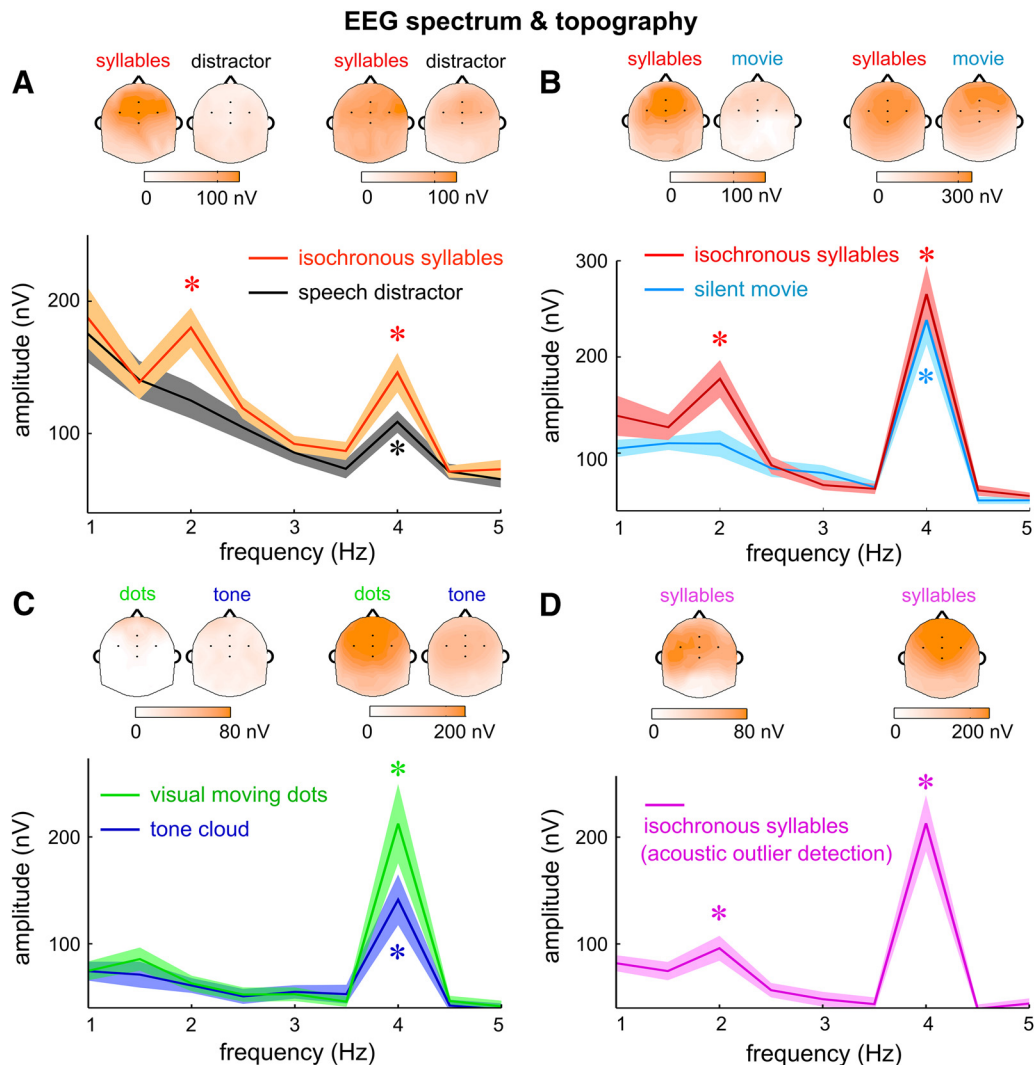 EEG spectrum & topography
A
syllables distractor syllables distractor
0 100 nV 0 100 nV
isochronous syllables
speech distractor
*
*
*
amplitude (nV)
200
100
1 2 3 4 5
frequency (Hz)
B
syllables movie syllables movie
0 100 nV 0 300 nV
isochronous syllables
silent movie
*
*
*
amplitude (nV)
300
200
100
1 2 3 4 5
frequency (Hz)
C
dots tone dots tone
0 80 nV 0 200 nV
visual moving dots
tone cloud
*
*
amplitude (nV)
200
100
1 2 3 4 5
frequency (Hz)
D
syllables syllables
0 80 nV 0 200 nV
isochronous syllables
(acoustic outlier detection)
*
*
amplitude (nV)
200
100
1 2 3 4 5
frequency (Hz)